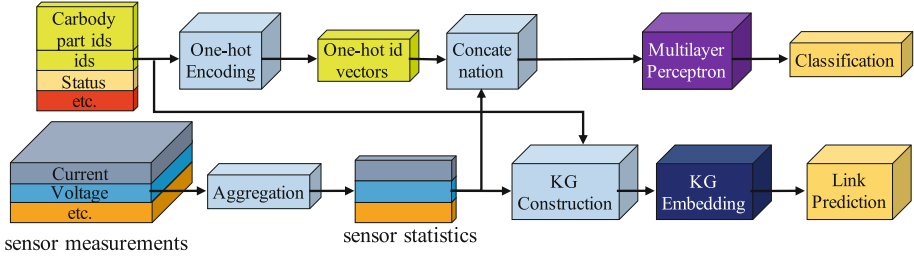 Carbody
part ids
ids
Status
etc.
One-hot
Encoding
One-hot id
vectors
Concate
nation
Multilayer
Perceptron
Classification
Current
Voltage
etc.
sensor measurements
Aggregation
sensor statistics
KG
Construction
KG
Embedding
Link
Prediction